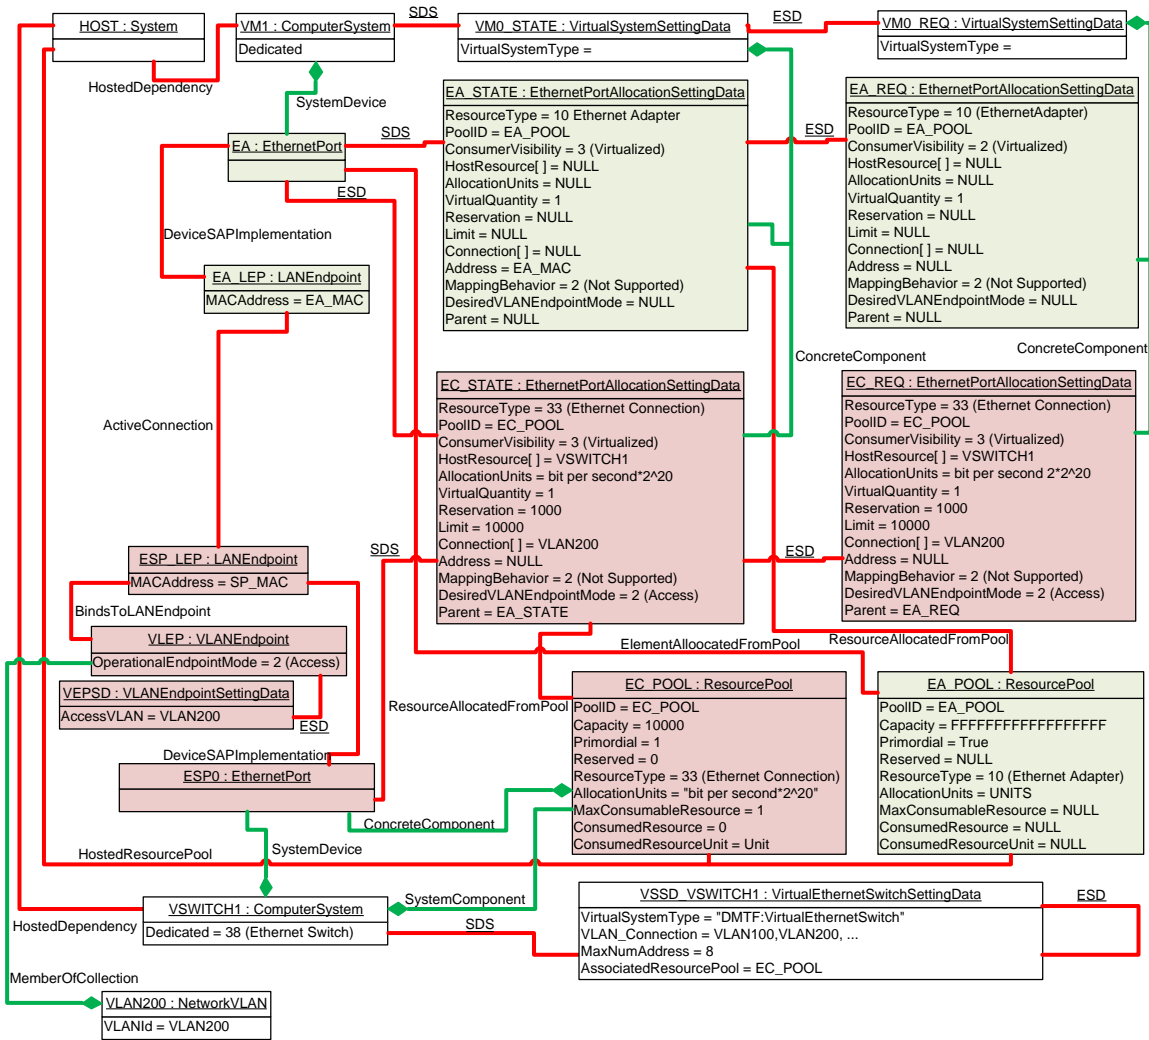 HOST : System
VM1 : ComputerSystem
Dedicated
SDS
VM0_STATE : VirtualSystemSettingData
VirtualSystemType =
ESD
VM0_REQ : VirtualSystemSettingData
VirtualSystemType =
HostedDependency
SystemDevice
EA : EthernetPort
SDS
ESD
EA_STATE : EthernetPortAllocationSettingData
ResourceType = 10 Ethernet Adapter
PoolID = EA_POOL
ConsumerVisibility = 3 (Virtualized)
HostResource[ ] = NULL
AllocationUnits = NULL
VirtualQuantity = 1
Reservation = NULL
Limit = NULL
Connection[ ] = NULL
Address = EA_MAC
MappingBehavior = 2 (Not Supported)
DesiredVLANEndpointMode = NULL
Parent = NULL
ESD
EA_REQ : EthernetPortAllocationSettingData
ResourceType = 10 (EthernetAdapter)
PoolID = EA_POOL
ConsumerVisibility = 2 (Virtualized)
HostResource[ ] = NULL
AllocationUnits = NULL
VirtualQuantity = 1
Reservation = NULL
Limit = NULL
Connection[ ] = NULL
Address = NULL
MappingBehavior = 2 (Not Supported)
DesiredVLANEndpointMode = NULL
Parent = NULL
DeviceSAPImplementation
EA_LEP : LANEndpoint
MACAddress = EA_MAC
ConcreteComponent
ConcreteComponent
ActiveConnection
EC_STATE : EthernetPortAllocationSettingData
ResourceType = 33 (Ethernet Connection)
PoolID = EC_POOL
ConsumerVisibility = 3 (Virtualized)
HostResource[ ] = VSWITCH1
AllocationUnits = bit per second*2^20
VirtualQuantity = 1
Reservation = 1000
Limit = 10000
Connection[ ] = VLAN200
Address = NULL
MappingBehavior = 2 (Not Supported)
DesiredVLANEndpointMode = 2 (Access)
Parent = EA_STATE
EC_REQ : EthernetPortAllocationSettingData
ResourceType = 33 (Ethernet Connection)
PoolID = EC_POOL
ConsumerVisibility = 3 (Virtualized)
HostResource[ ] = VSWITCH1
AllocationUnits = bit per second 2*2^20
VirtualQuantity = 1
Reservation = 1000
Limit = 10000
Connection[ ] = VLAN200
Address = NULL
MappingBehavior = 2 (Not Supported)
DesiredVLANEndpointMode = 2 (Access)
Parent = EA_REQ
SDS
ESD
ESP_LEP : LANEndpoint
MACAddress = SP_MAC
BindsToLANEndpoint
VLEP : VLANEndpoint
OperationalEndpointMode = 2 (Access)
VEPSD : VLANEndpointSettingData
AccessVLAN = VLAN200
ESD
ElementAlloocatedFromPool
ResourceAllocatedFromPool
ResourceAllocatedFromPool
DeviceSAPImplementation
ESP0 : EthernetPort
EC_POOL : ResourcePool
PoolID = EC_POOL
Capacity = 10000
Primordial = 1
Reserved = 0
ResourceType = 33 (Ethernet Connection)
AllocationUnits = "bit per second*2^20"
MaxConsumableResource = 1
ConsumedResource = 0
ConsumedResourceUnit = Unit
EA_POOL : ResourcePool
PoolID = EA_POOL
Capacity = FFFFFFFFFFFFFFFFFF
Primordial = True
Reserved = NULL
ResourceType = 10 (Ethernet Adapter)
AllocationUnits = UNITS
MaxConsumableResource = NULL
ConsumedResource = NULL
ConsumedResourceUnit = NULL
ConcreteComponent
SystemDevice
HostedResourcePool
SystemComponent
HostedDependency
VSWITCH1 : ComputerSystem
Dedicated = 38 (Ethernet Switch)
SDS
VSSD_VSWITCH1 : VirtualEthernetSwitchSettingData
VirtualSystemType = "DMTF:VirtualEthernetSwitch"
VLAN_Connection = VLAN100,VLAN200, ...
MaxNumAddress = 8
AssociatedResourcePool = EC_POOL
ESD
MemberOfCollection
VLAN200 : NetworkVLAN
VLANId = VLAN200